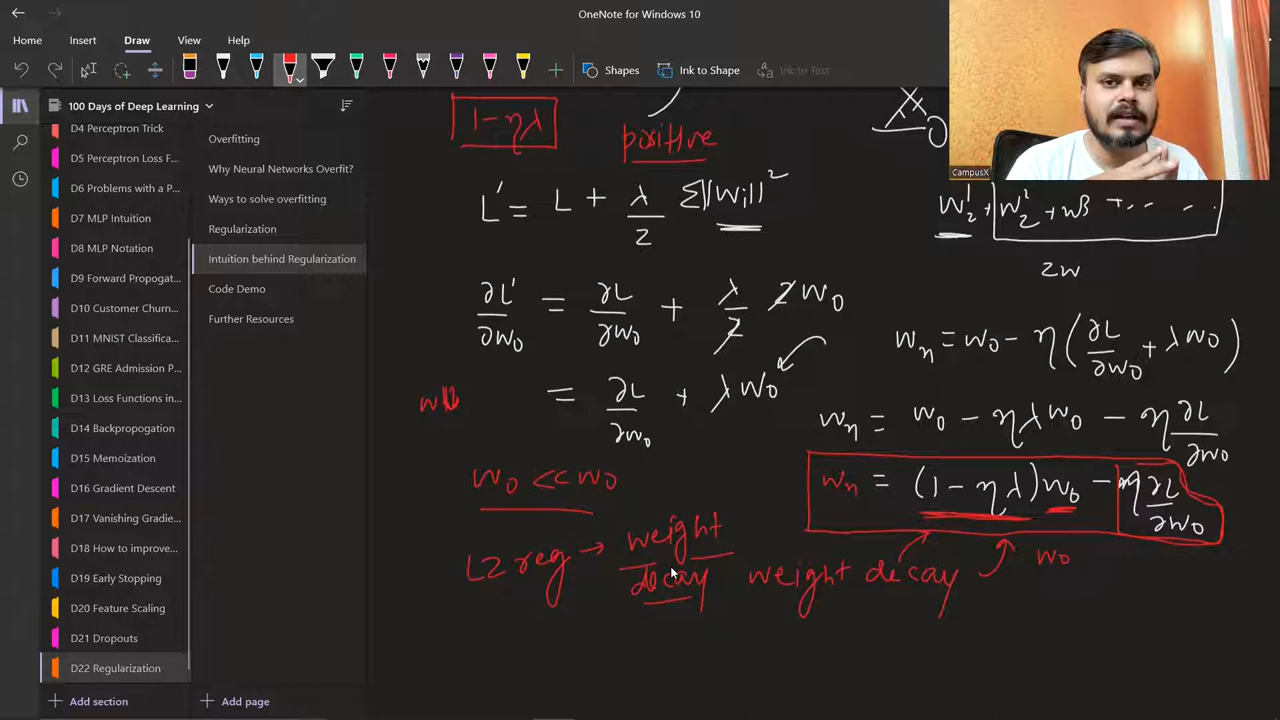 OneNote for Windows 10
Home Insert Draw View Help
Shapes Ink to Shape Ink to Text
100 Days of Deep Learning
D4 Perceptron Trick
D5 Perceptron Loss F...
D6 Problems with a P...
D7 MLP Intuition
D8 MLP Notation
D9 Forward Propogat...
D10 Customer Churn...
D11 MNIST Classifica...
D12 GRE Admission P...
D13 Loss Functions in...
D14 Backpropogation
D15 Memoization
D16 Gradient Descent
D17 Vanishing Gradie...
D18 How to improve...
D19 Early Stopping
D20 Feature Scaling
D21 Dropouts
D22 Regularization
Add section
Overfitting
Why Neural Networks Overfit?
Ways to solve overfitting
Regularization
Intuition behind Regularization
Code Demo
Further Resources
Add page
CampusX
1 - ηλ
positive
L' = L + λ/2 Σ||Wi||²
∂L'/∂w0 = ∂L/∂w0 + λ/2 2W0
= ∂L/∂w0 + λW0
w0 << w0
L2 reg → weight decay
2w
wn = w0 - η(∂L/∂w0 + λw0)
wn = w0 - ηλw0 - η ∂L/∂w0
wn = (1 - ηλ)w0 - η ∂L/∂w0
weight decay
w0